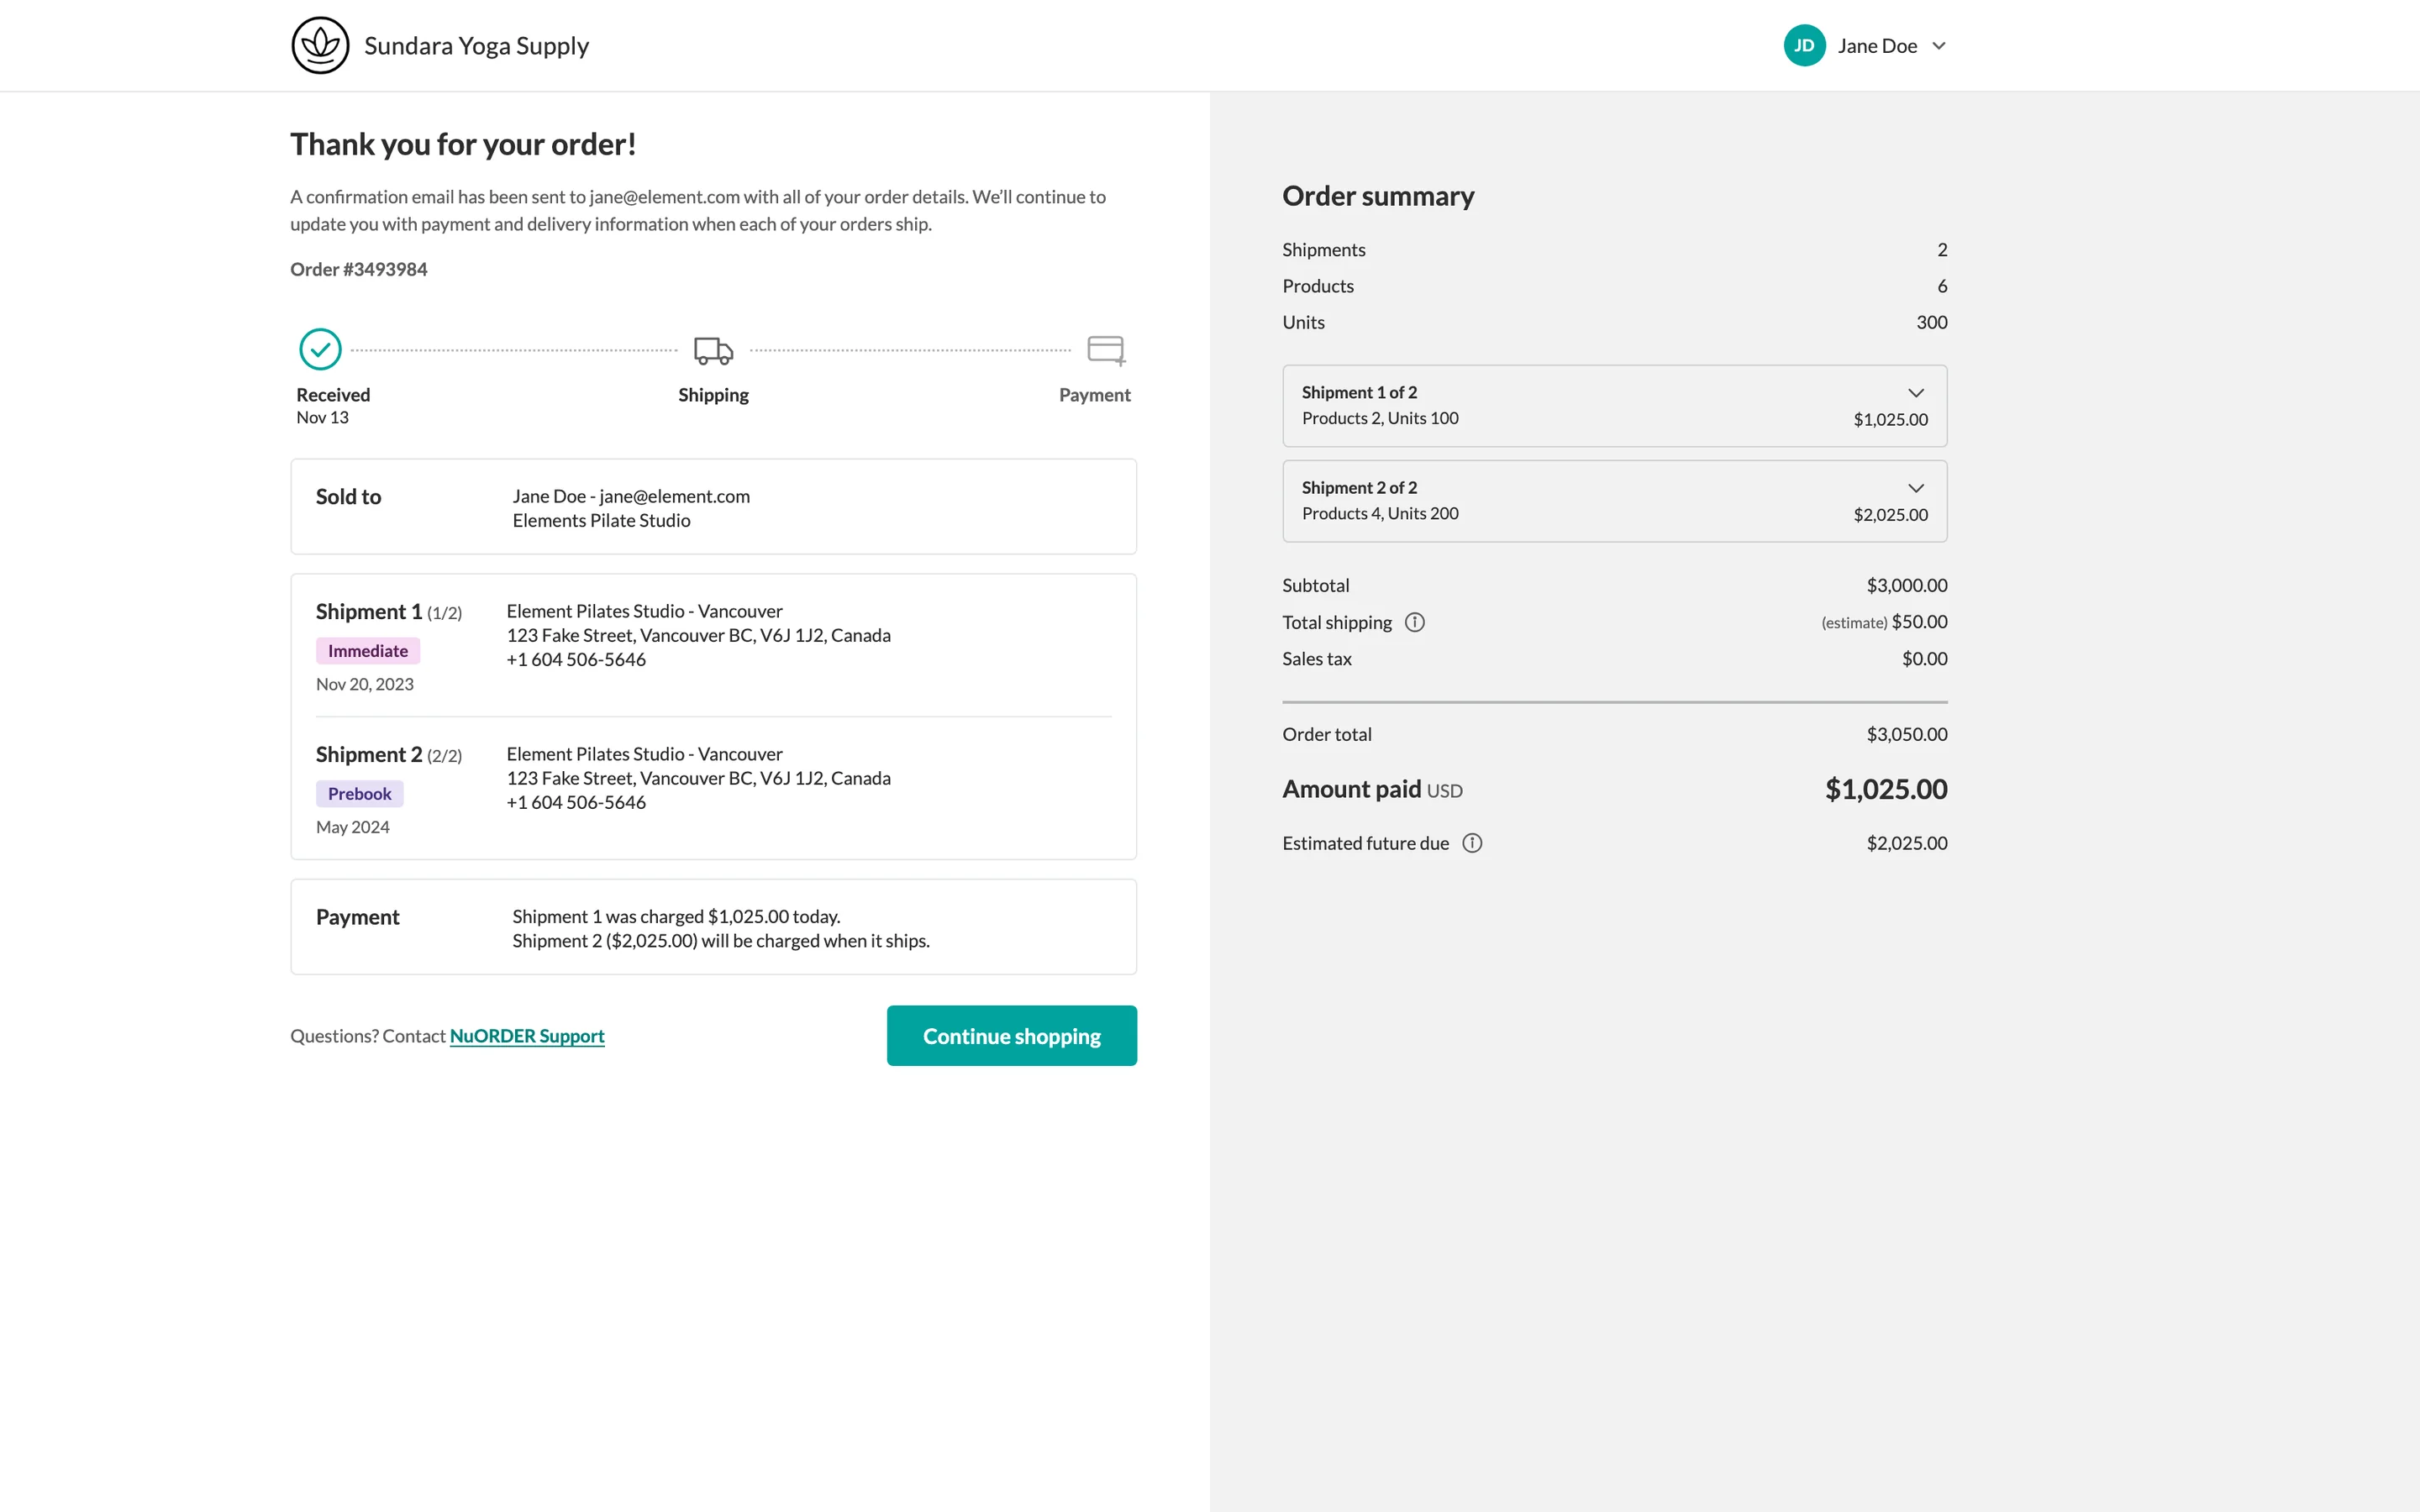 Sundara Yoga Supply
JD Jane Doe
Thank you for your order!
A confirmation email has been sent to jane@element.com with all of your order details. We’ll continue to
update you with payment and delivery information when each of your orders ship.
Order #3493984
Received Shipping Payment
Nov 13
Sold to
Jane Doe - jane@element.com
Elements Pilate Studio
Shipment 1 (1/2)
Immediate
Nov 20, 2023
Element Pilates Studio - Vancouver
123 Fake Street, Vancouver BC, V6J 1J2, Canada
+1 604 506-5646
Shipment 2 (2/2)
Prebook
May 2024
Element Pilates Studio - Vancouver
123 Fake Street, Vancouver BC, V6J 1J2, Canada
+1 604 506-5646
Payment
Shipment 1 was charged $1,025.00 today.
Shipment 2 ($2,025.00) will be charged when it ships.
Questions? Contact NuORDER Support
Continue shopping
Order summary
Shipments 2
Products 6
Units 300
Shipment 1 of 2
Products 2, Units 100 $1,025.00
Shipment 2 of 2
Products 4, Units 200 $2,025.00
Subtotal $3,000.00
Total shipping (estimate) $50.00
Sales tax $0.00
Order total $3,050.00
Amount paid USD $1,025.00
Estimated future due $2,025.00